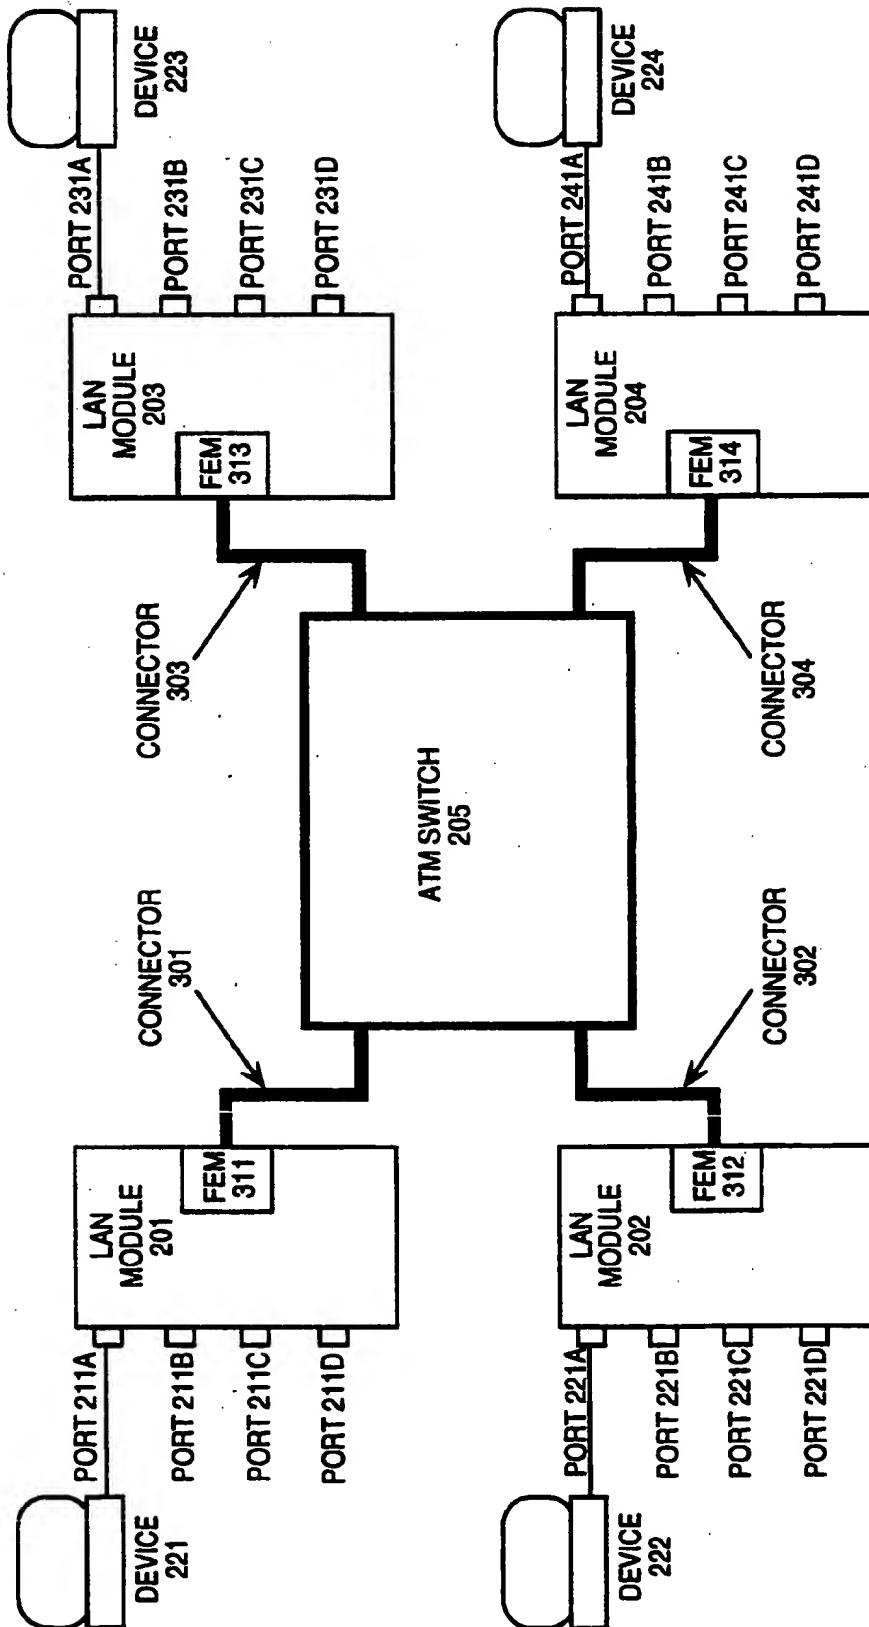 DEVICE
221
PORT 211A
PORT 211B
PORT 211C
PORT 211D
LAN
MODULE
201
FEM
311
CONNECTOR
301
ATM SWITCH
205
CONNECTOR
303
LAN
MODULE
203
FEM
313
PORT 231A
PORT 231B
PORT 231C
PORT 231D
DEVICE
223
DEVICE
222
PORT 221A
PORT 221B
PORT 221C
PORT 221D
LAN
MODULE
202
FEM
312
CONNECTOR
302
CONNECTOR
304
LAN
MODULE
204
FEM
314
PORT 241A
PORT 241B
PORT 241C
PORT 241D
DEVICE
224